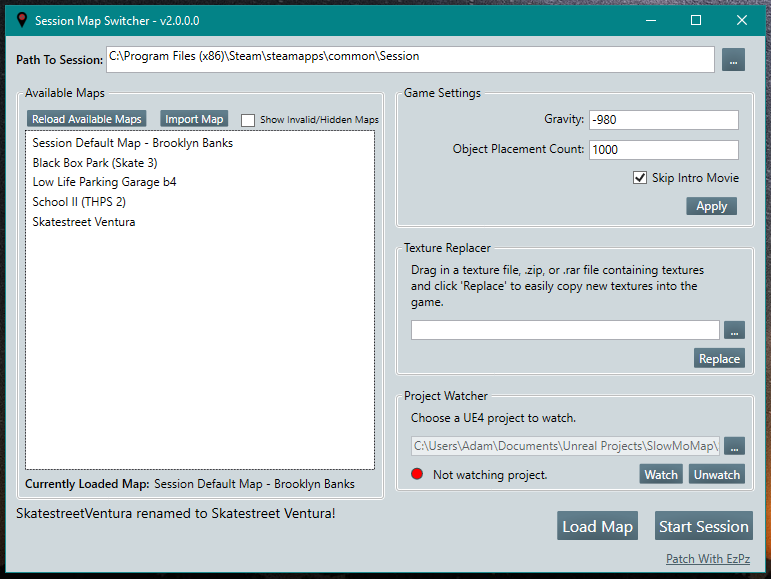 Session Map Switcher - v2.0.0.0
Path To Session: C:\Program Files (x86)\Steam\steamapps\common\Session ...
Available Maps
Reload Available Maps Import Map Show Invalid/Hidden Maps
Session Default Map - Brooklyn Banks
Black Box Park (Skate 3)
Low Life Parking Garage b4
School II (THPS 2)
Skatestreet Ventura
Currently Loaded Map: Session Default Map - Brooklyn Banks
SkatestreetVentura renamed to Skatestreet Ventura!
Game Settings
Gravity: -980
Object Placement Count: 1000
Skip Intro Movie
Apply
Texture Replacer
Drag in a texture file, .zip, or .rar file containing textures
and click 'Replace' to easily copy new textures into the
game.
...
Replace
Project Watcher
Choose a UE4 project to watch.
C:\Users\Adam\Documents\Unreal Projects\SlowMoMap\ ...
Not watching project. Watch Unwatch
Load Map Start Session
Patch With EzPz